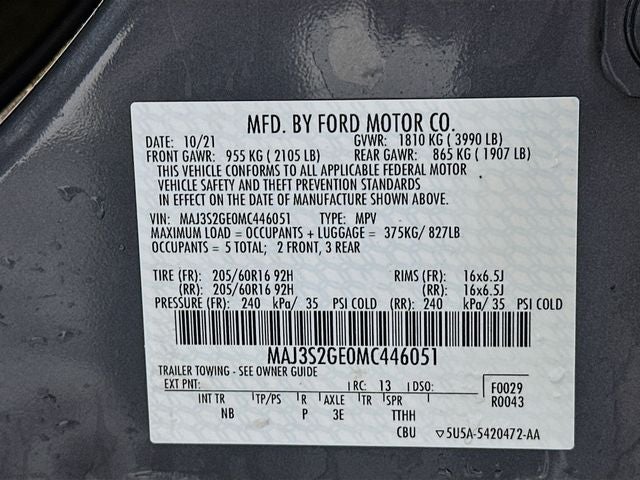 MFD. BY FORD MOTOR CO.
DATE: 10/21 GVWR: 1810 KG ( 3990 LB)
FRONT GAWR: 955 KG ( 2105 LB) REAR GAWR: 865 KG ( 1907 LB)
THIS VEHICLE CONFORMS TO ALL APPLICABLE FEDERAL MOTOR
VEHICLE SAFETY AND THEFT PREVENTION STANDARDS
IN EFFECT ON THE DATE OF MANUFACTURE SHOWN ABOVE.
VIN: MAJ3S2GE0MC446051 TYPE: MPV
MAXIMUM LOAD = OCCUPANTS + LUGGAGE = 375KG/ 827LB
OCCUPANTS = 5 TOTAL; 2 FRONT, 3 REAR
TIRE (FR): 205/60R16 92H RIMS (FR): 16x6.5J
(RR): 205/60R16 92H (RR): 16x6.5J
PRESSURE (FR): 240 kPa/ 35 PSI COLD (RR): 240 kPa/ 35 PSI COLD
MAJ3S2GE0MC446051
TRAILER TOWING - SEE OWNER GUIDE
EXT PNT: RC: 13 DSO: F0029
INT TR TP/PS R AXLE TR SPR R0043
NB P 3E TTHH
CBU ▽5U5A-5420472-AA